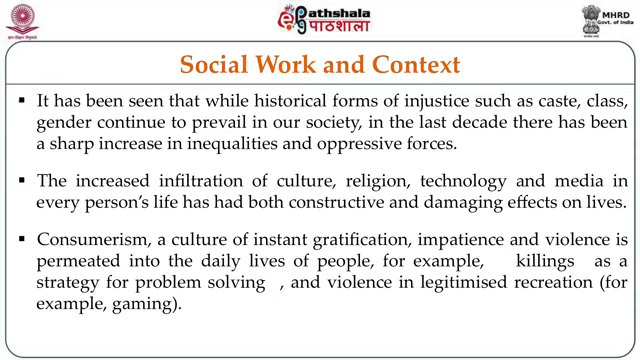 Pathshala
पाठशाला
MHRD
Govt. of India
Social Work and Context
▪ It has been seen that while historical forms of injustice such as caste, class,
gender continue to prevail in our society, in the last decade there has been
a sharp increase in inequalities and oppressive forces.
▪ The increased infiltration of culture, religion, technology and media in
every person's life has had both constructive and damaging effects on lives.
▪ Consumerism, a culture of instant gratification, impatience and violence is
permeated into the daily lives of people, for example, killings as a
strategy for problem solving , and violence in legitimised recreation (for
example, gaming).